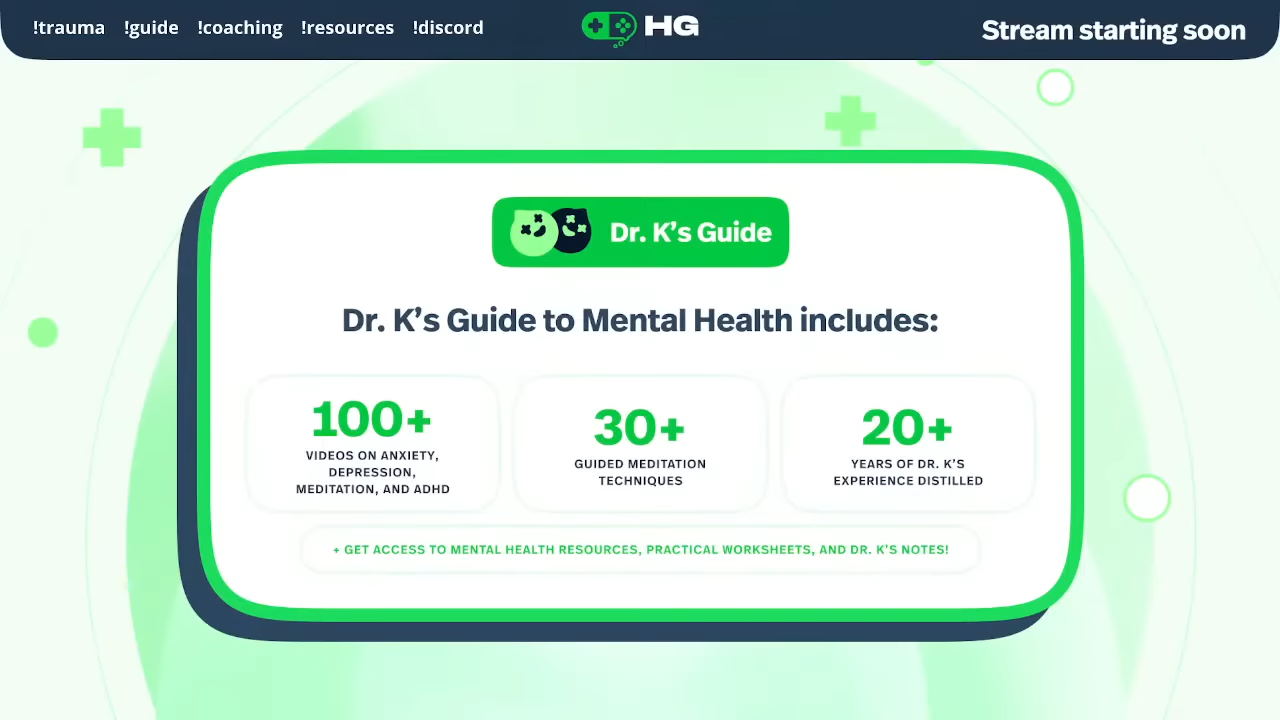 !trauma !guide !coaching !resources !discord
HG
Stream starting soon
Dr. K's Guide
Dr. K's Guide to Mental Health includes:
100+
VIDEOS ON ANXIETY,
DEPRESSION,
MEDITATION, AND ADHD
30+
GUIDED MEDITATION
TECHNIQUES
20+
YEARS OF DR. K'S
EXPERIENCE DISTILLED
+ GET ACCESS TO MENTAL HEALTH RESOURCES, PRACTICAL WORKSHEETS, AND DR. K'S NOTES!